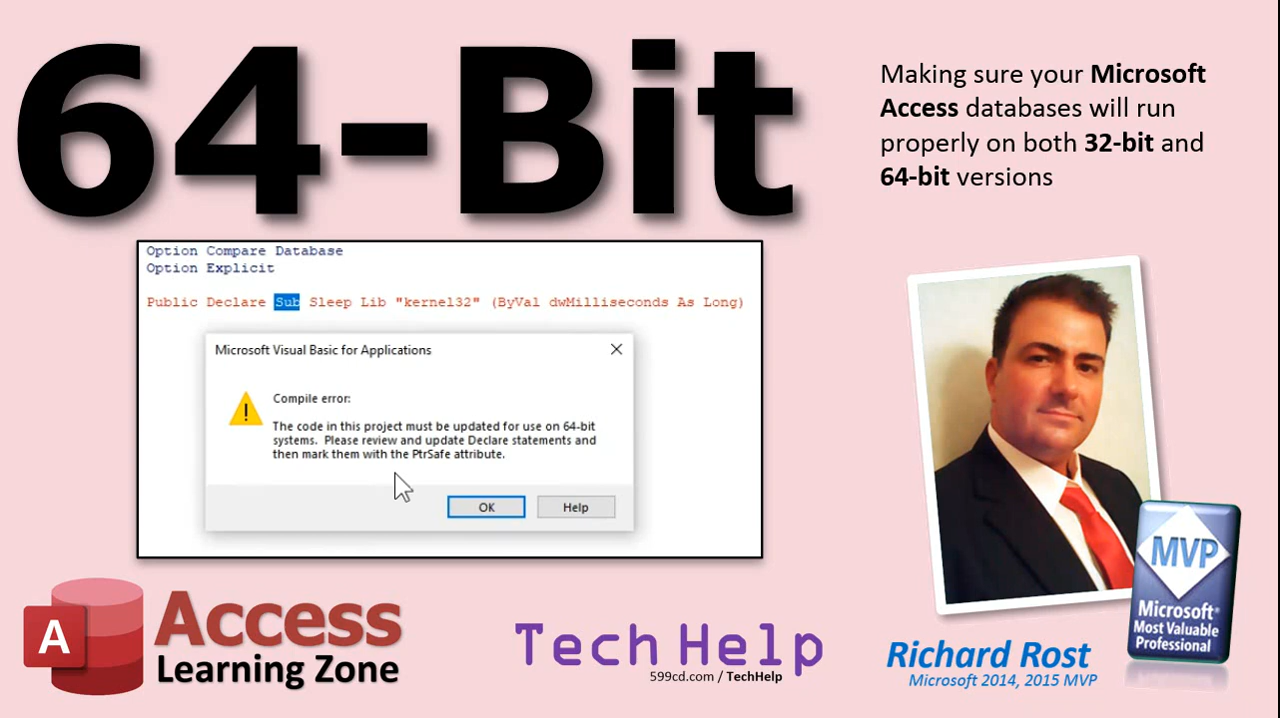 64-Bit
Making sure your Microsoft
Access databases will run
properly on both 32-bit and
64-bit versions
Option Compare Database
Option Explicit
Public Declare Sub Sleep Lib "kernel32" (ByVal dwMilliseconds As Long)
Microsoft Visual Basic for Applications
Compile error:
The code in this project must be updated for use on 64-bit
systems. Please review and update Declare statements and
then mark them with the PtrSafe attribute.
OK Help
MVP
Microsoft®
Most Valuable
Professional
A
Access
Learning Zone
Tech Help
599cd.com / TechHelp
Richard Rost
Microsoft 2014, 2015 MVP